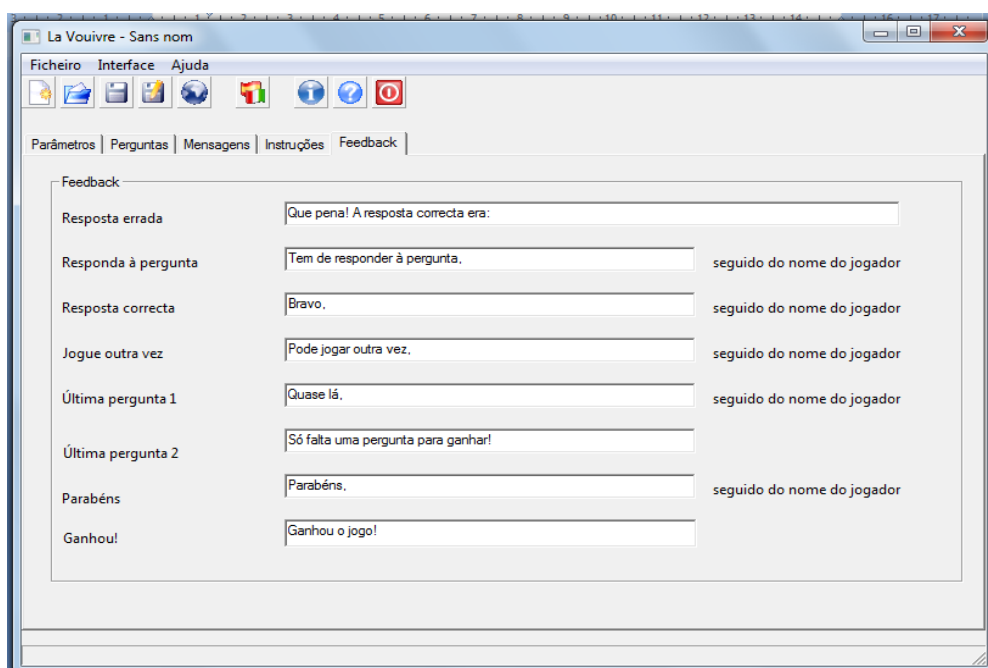 La Vouivre - Sans nom
Ficheiro Interface Ajuda
Parâmetros Perguntas Mensagens Instruções Feedback
Feedback
Resposta errada Que pena! A resposta correcta era:
Responda à pergunta Tem de responder à pergunta, seguido do nome do jogador
Resposta correcta Bravo, seguido do nome do jogador
Jogue outra vez Pode jogar outra vez, seguido do nome do jogador
Última pergunta 1 Quase lá, seguido do nome do jogador
Última pergunta 2 Só falta uma pergunta para ganhar!
Parabéns Parabéns, seguido do nome do jogador
Ganhou! Ganhou o jogo!